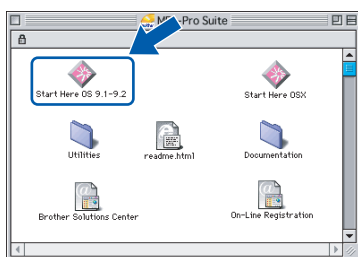 Pro Suite
Start Here OS 9.1-9.2
Start Here OSX
Utilities
readme.html
Documentation
Brother Solutions Center
On-Line Registration